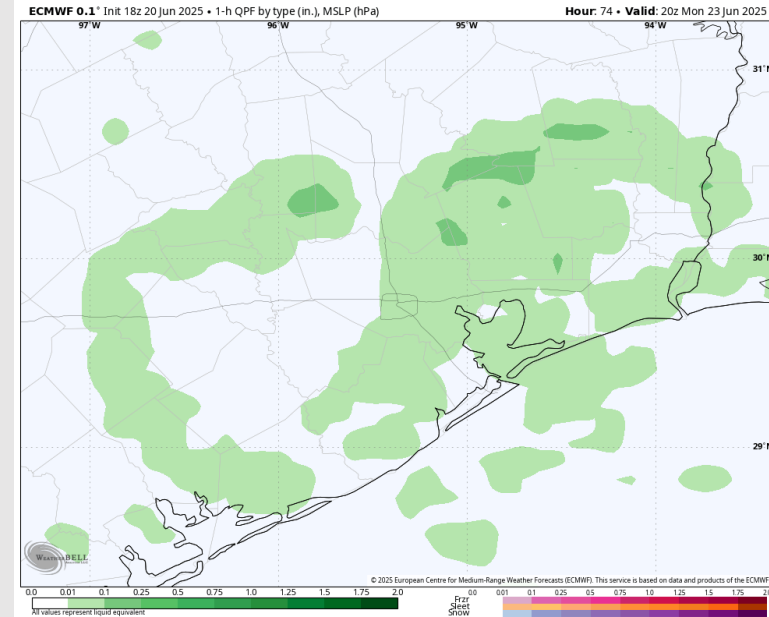 ECMWF 0.1° Init 18z 20 Jun 2025 • 1-h QPF by type (in.), MSLP (hPa) Hour: 74 • Valid: 20z Mon 23 Jun 2025
97°W 96°W 95°W 94°W
31°N
30°N
29°N
WEATHERBELL
© 2025 European Centre for Medium-Range Weather Forecasts (ECMWF). This service is based on data and products of the ECMWF
0.0 0.01 0.1 0.25 0.5 0.75 1.0 1.25 1.5 1.75 2.0
0.0 0.01 0.1 0.25 0.50 0.75 1.0 1.25 1.5 1.75 2.0
Frzr
Sleet
Snow
All values represent liquid equivalent